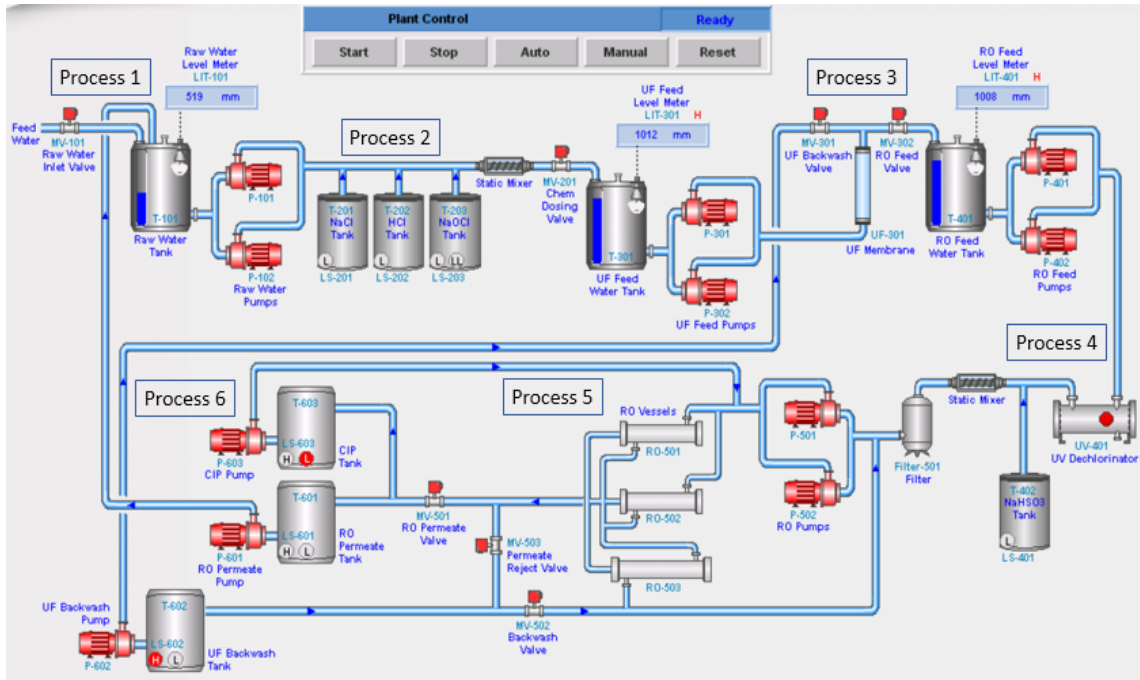 Plant Control
Ready
Start
Stop
Auto
Manual
Reset
Process 1
Raw Water
Level Meter
LIT-101
519 mm
Feed
Water
MV-101
Raw Water
Inlet Valve
T-101
Raw Water
Tank
P-101
P-102
Raw Water
Pumps
Process 2
T-201
NaCl
Tank
L
LS-201
T-202
HCl
Tank
L
LS-202
T-203
NaOCl
Tank
L
LL
LS-203
Static Mixer
MV-201
Chem
Dosing
Valve
UF Feed
Level Meter
LIT-301 H
1012 mm
T-301
UF Feed
Water Tank
P-301
P-302
UF Feed Pumps
Process 3
MV-301
UF Backwash
Valve
MV-302
RO Feed
Valve
UF-301
UF Membrane
RO Feed
Level Meter
LIT-401 H
1008 mm
T-401
RO Feed
Water Tank
P-401
P-402
RO Feed
Pumps
Process 4
UV-401
UV Dechlorinator
Static Mixer
T-402
NaHSO3
Tank
L
LS-401
Filter-501
Filter
Process 5
RO Vessels
RO-501
RO-502
RO-503
P-501
P-502
RO Pumps
MV-501
RO Permeate
Valve
MV-503
Permeate
Reject Valve
MV-502
Backwash
Valve
Process 6
T-603
LS-603
H
L
CIP
Tank
P-603
CIP Pump
T-601
LS-601
H
L
RO
Permeate
Tank
P-601
RO Permeate
Pump
T-602
LS-602
H
L
UF Backwash
Tank
UF Backwash
Pump
P-602